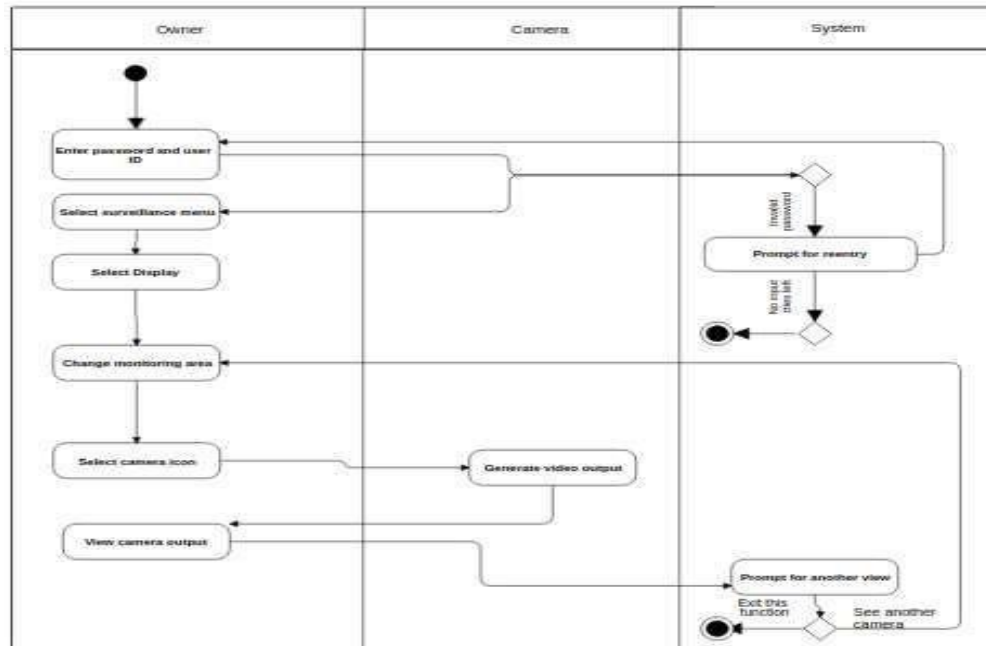 Owner
Camera
System
Enter password and user
ID
Select surveillance menu
Invalid
password
Prompt for reentry
Select Display
No input
tries left
Change monitoring area
Select camera icon
Generate video output
View camera output
Prompt for another view
Exit this
function
See another
camera